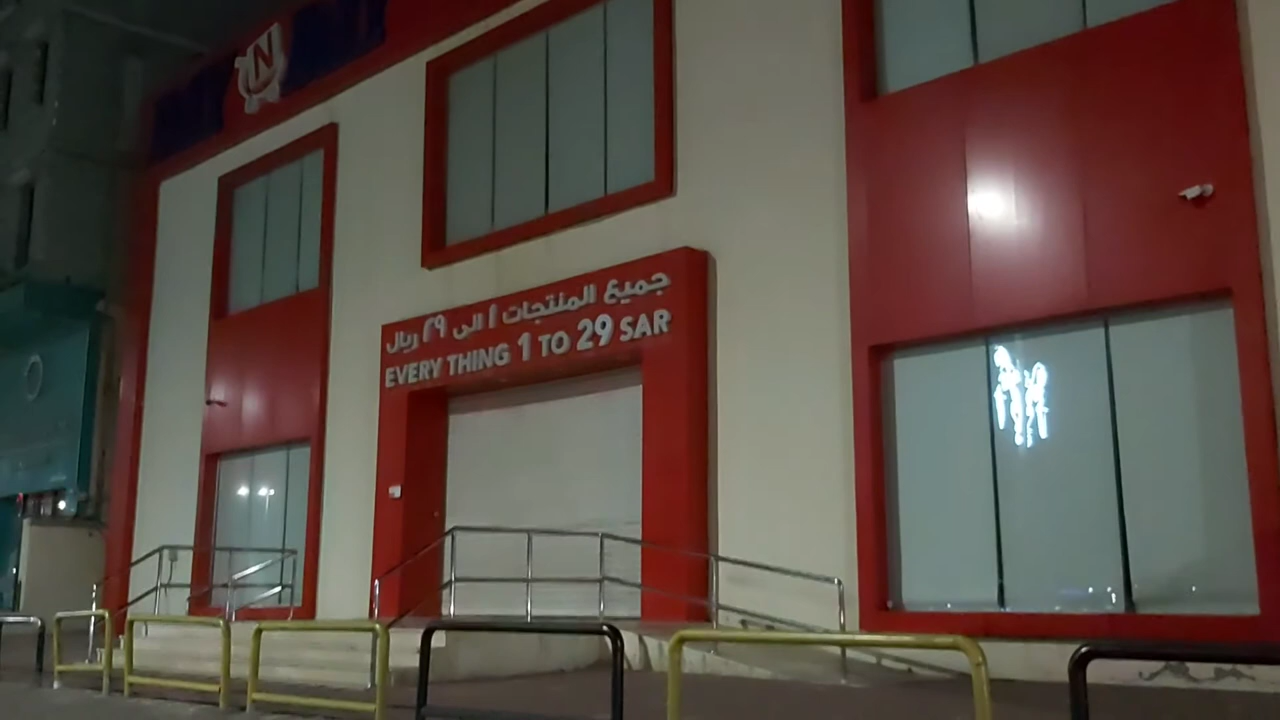 N
جميع المنتجات ١ الى ٢٩ ريال
EVERY THING 1 TO 29 SAR